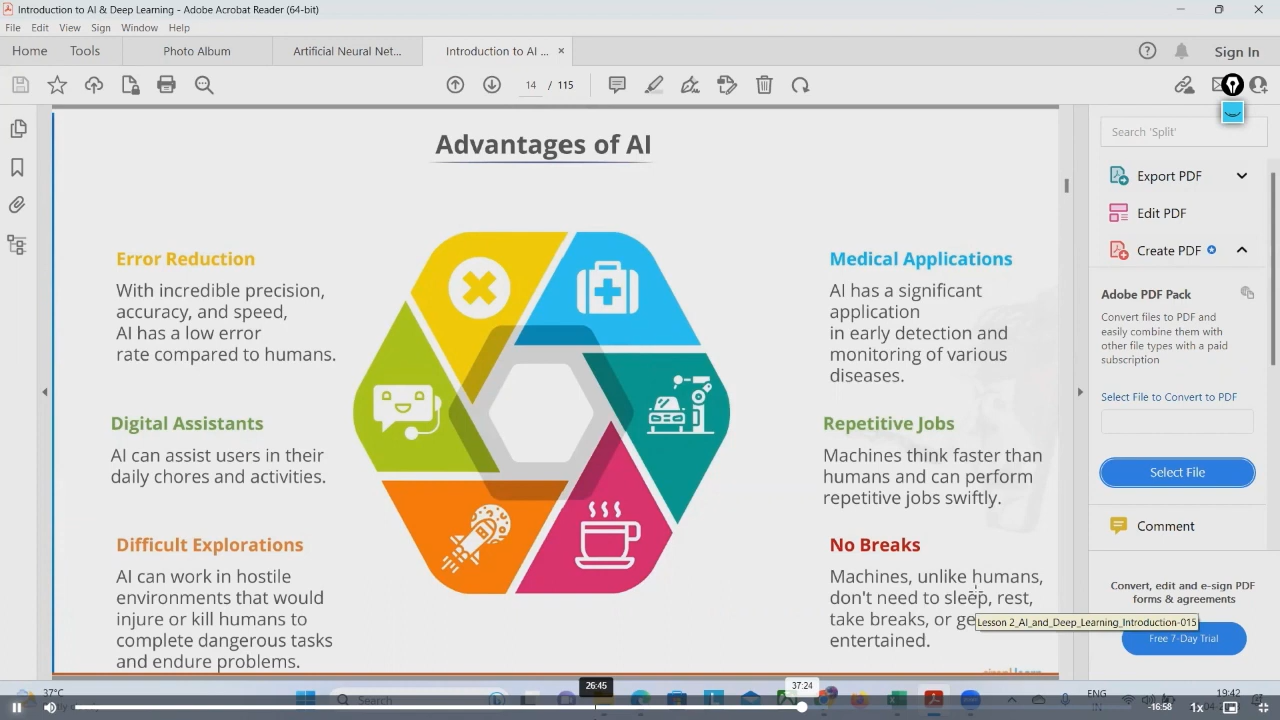 Introduction to AI & Deep Learning - Adobe Acrobat Reader (64-bit)
File Edit View Sign Window Help
Home Tools Photo Album Artificial Neural Net... Introduction to AI ... ×
Sign In
14 / 115
Advantages of AI
Error Reduction
With incredible precision,
accuracy, and speed,
AI has a low error
rate compared to humans.
Digital Assistants
AI can assist users in their
daily chores and activities.
Difficult Explorations
AI can work in hostile
environments that would
injure or kill humans to
complete dangerous tasks
and endure problems.
Medical Applications
AI has a significant
application
in early detection and
monitoring of various
diseases.
Repetitive Jobs
Machines think faster than
humans and can perform
repetitive jobs swiftly.
No Breaks
Machines, unlike humans,
don't need to sleep, rest,
take breaks, or ge
entertained.
Lesson 2_AI_and_Deep_Learning_Introduction-015
Search 'Split'
Export PDF
Edit PDF
Create PDF
Adobe PDF Pack
Convert files to PDF and
easily combine them with
other file types with a paid
subscription
Select File to Convert to PDF
Select File
Comment
Convert, edit and e-sign PDF
forms & agreements
Free 7-Day Trial
26:45
37:24
37°C
Search
ENG
IN
19:42
-16:58
1x